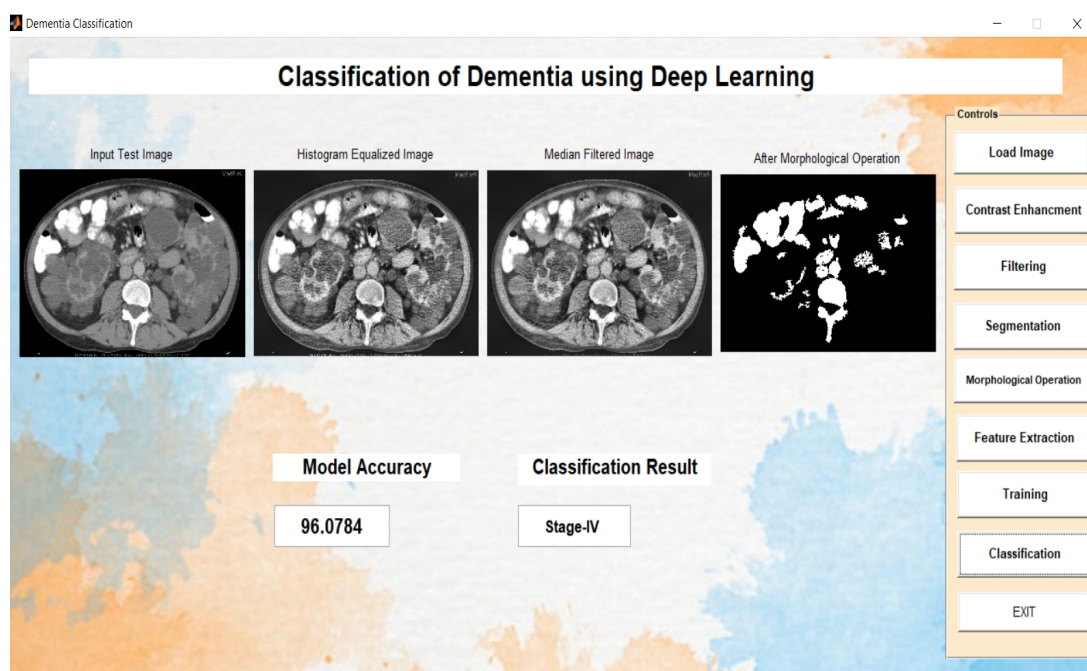 Dementia Classification
Classification of Dementia using Deep Learning
Controls
Input Test Image
Histogram Equalized Image
Median Filtered Image
After Morphological Operation
Load Image
Contrast Enhancment
Filtering
Segmentation
Morphological Operation
Feature Extraction
Model Accuracy
Classification Result
Training
96.0784
Stage-IV
Classification
EXIT